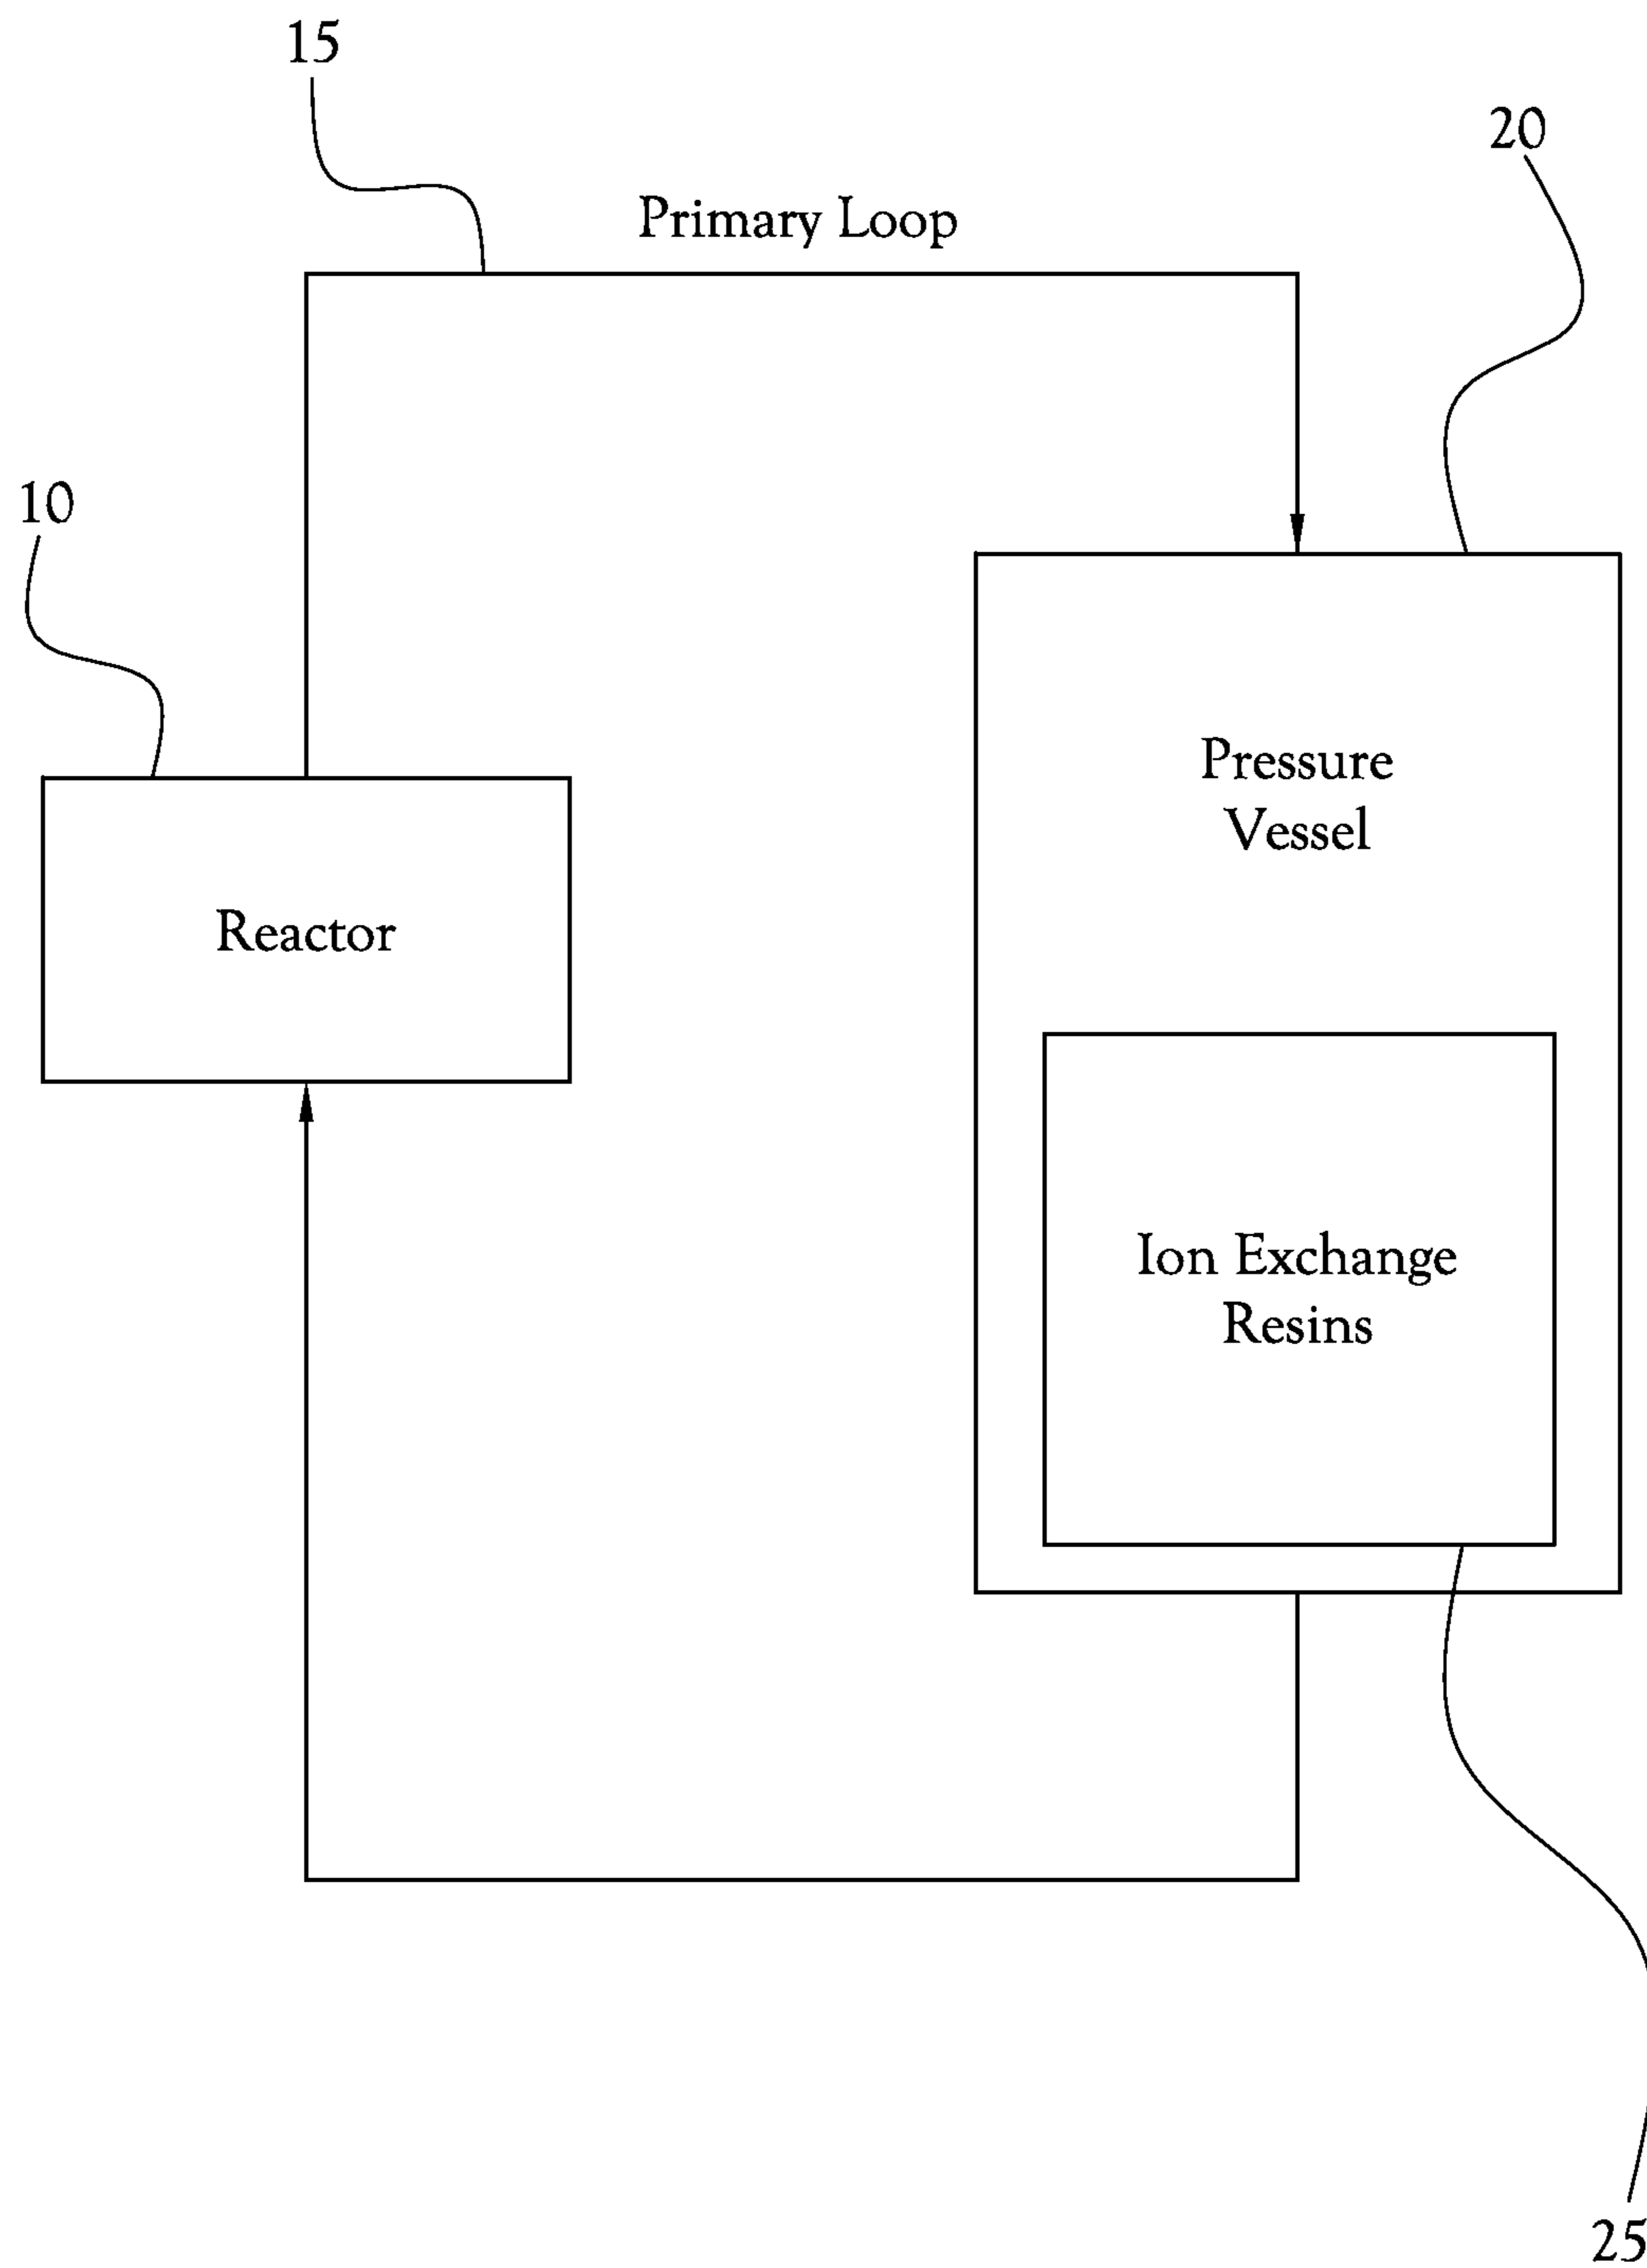 15
20
Primary Loop
10
Pressure
Vessel
Reactor
Ion Exchange
Resins
25